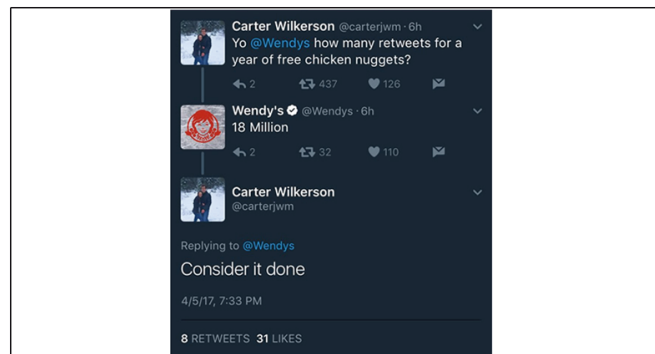 Carter Wilkerson @carterjwm · 6h
Yo @Wendys how many retweets for a
year of free chicken nuggets?
2 437 126
Wendy's @Wendys · 6h
18 Million
2 32 110
Carter Wilkerson
@carterjwm
Replying to @Wendys
Consider it done
4/5/17, 7:33 PM
8 RETWEETS 31 LIKES